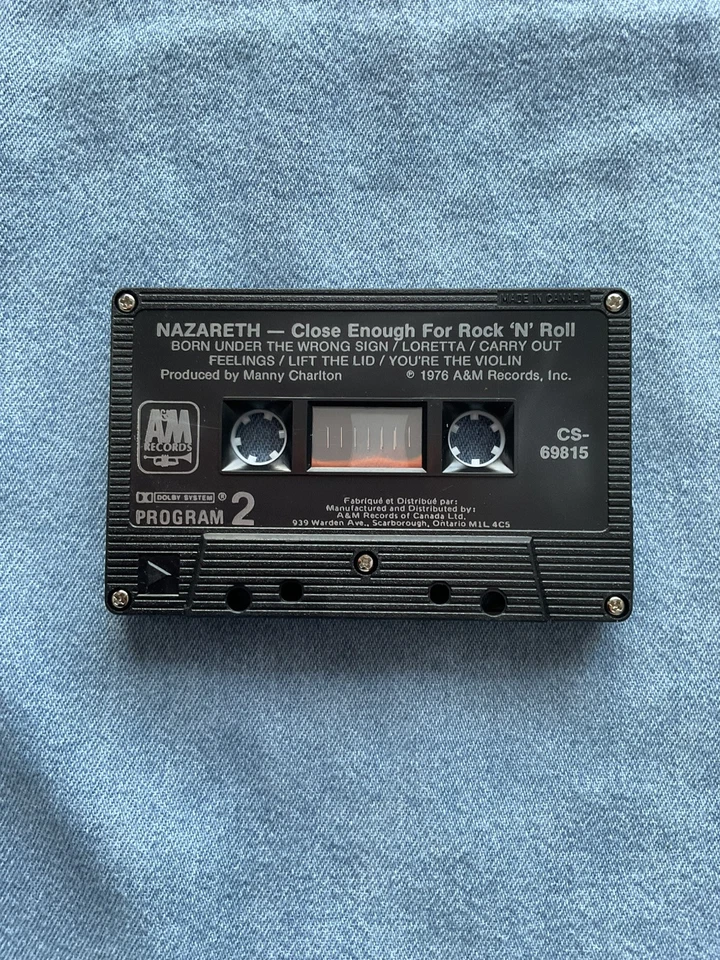 MADE IN CANADA
NAZARETH — Close Enough For Rock ‘N’ Roll
BORN UNDER THE WRONG SIGN / LORETTA / CARRY OUT
FEELINGS / LIFT THE LID / YOU'RE THE VIOLIN
Produced by Manny Charlton ℗ 1976 A&M Records, Inc.
A&M
RECORDS
CS-
69815
DOLBY SYSTEM ®
PROGRAM 2
Fabriqué et Distribué par:
Manufactured and Distributed by:
A&M Records of Canada Ltd.
939 Warden Ave., Scarborough, Ontario M1L 4C5